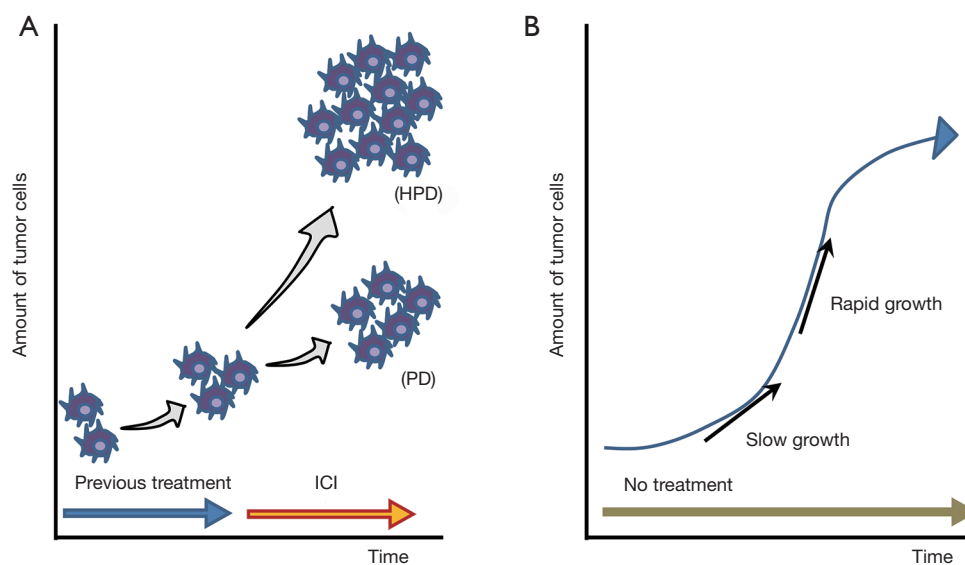 A
Amount of tumor cells
(HPD)
(PD)
Previous treatment
ICI
Time
B
Amount of tumor cells
Rapid growth
Slow growth
No treatment
Time